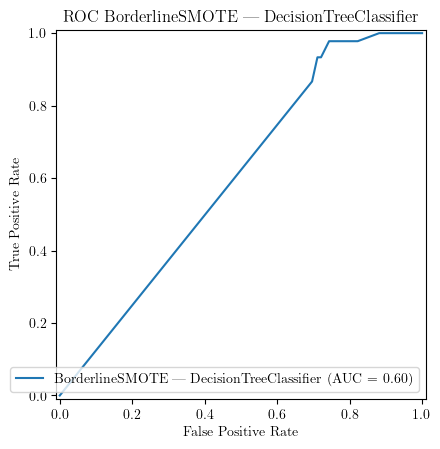 ROC BorderlineSMOTE — DecisionTreeClassifier
True Positive Rate
1.0
0.8
0.6
0.4
0.2
0.0
BorderlineSMOTE — DecisionTreeClassifier (AUC = 0.60)
0.0 0.2 0.4 0.6 0.8 1.0
False Positive Rate